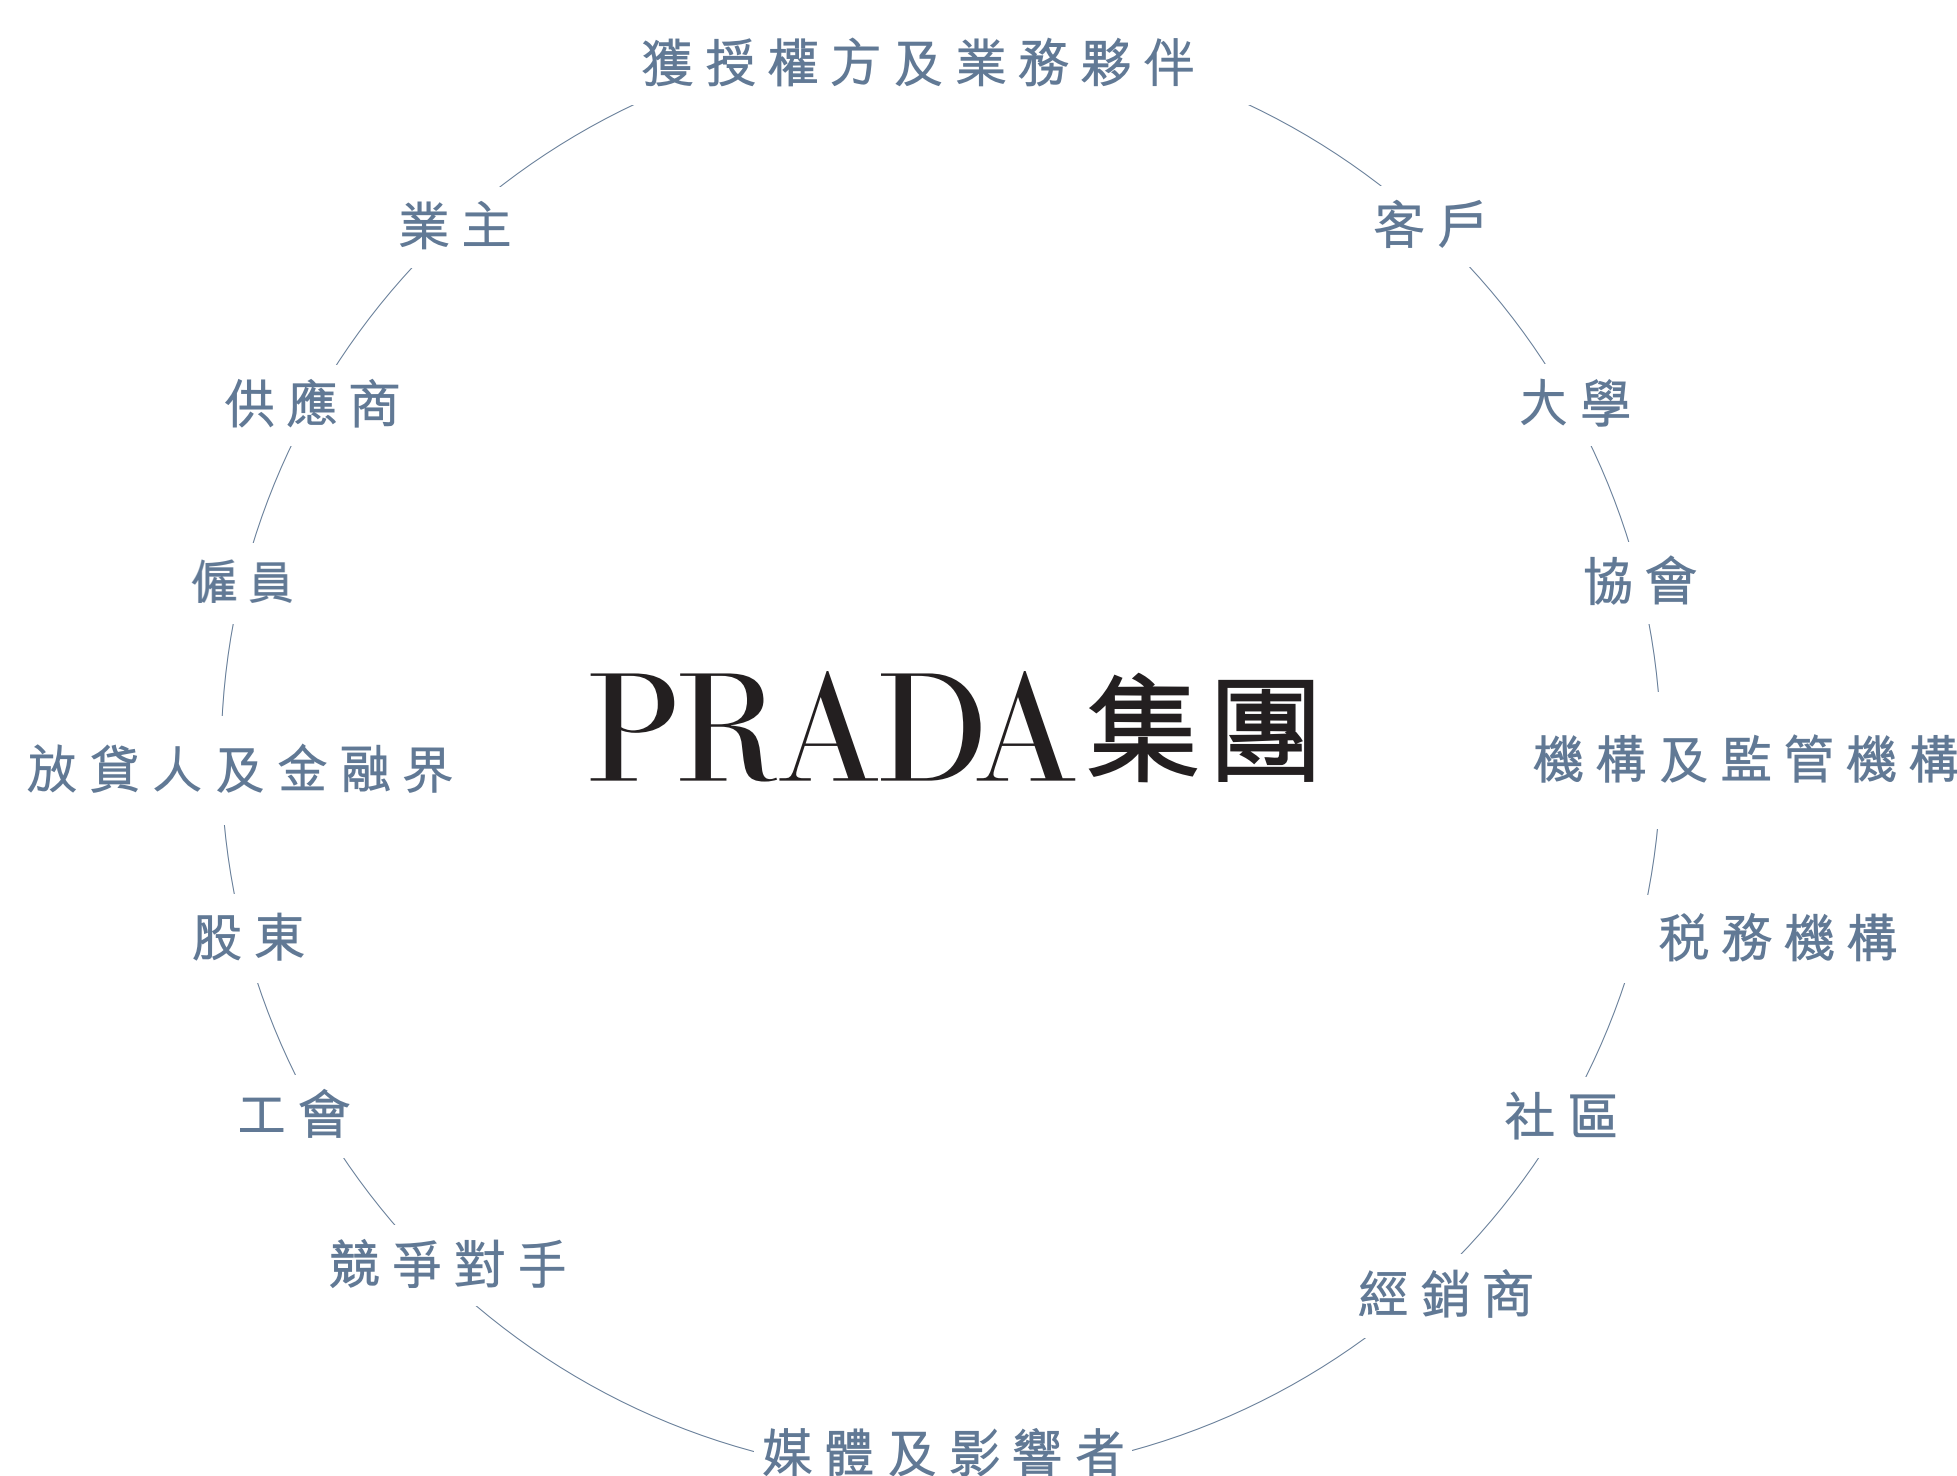 獲授權方及業務夥伴
業主
客戶
供應商
大學
僱員
協會
PRADA集團
放貸人及金融界
機構及監管機構
股東
税務機構
工會
社區
競爭對手
經銷商
媒體及影響者